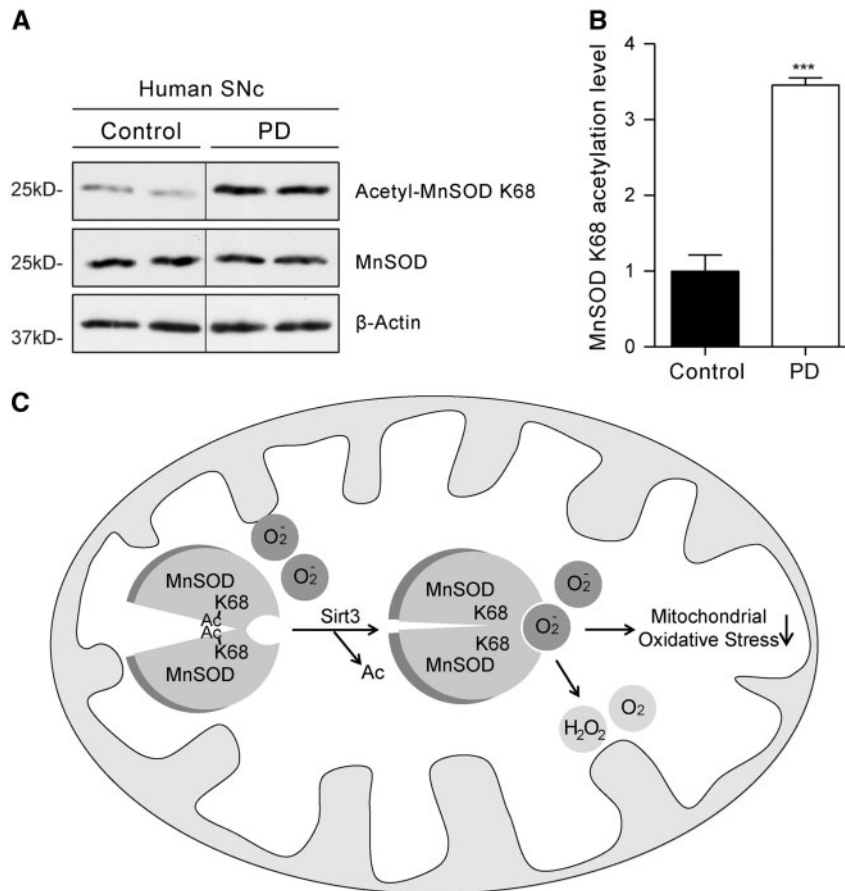 A
Human SNc
Control PD
25kD- Acetyl-MnSOD K68
25kD- MnSOD
37kD- β-Actin
B
MnSOD K68 acetylation level
4
3
2
1
0
***
Control PD
C
MnSOD
K68
Ac
Ac
K68
MnSOD
O₂⁻
O₂⁻
Sirt3
Ac
MnSOD
K68
K68
MnSOD
O₂⁻
O₂⁻
Mitochondrial
Oxidative Stress↓
H₂O₂
O₂